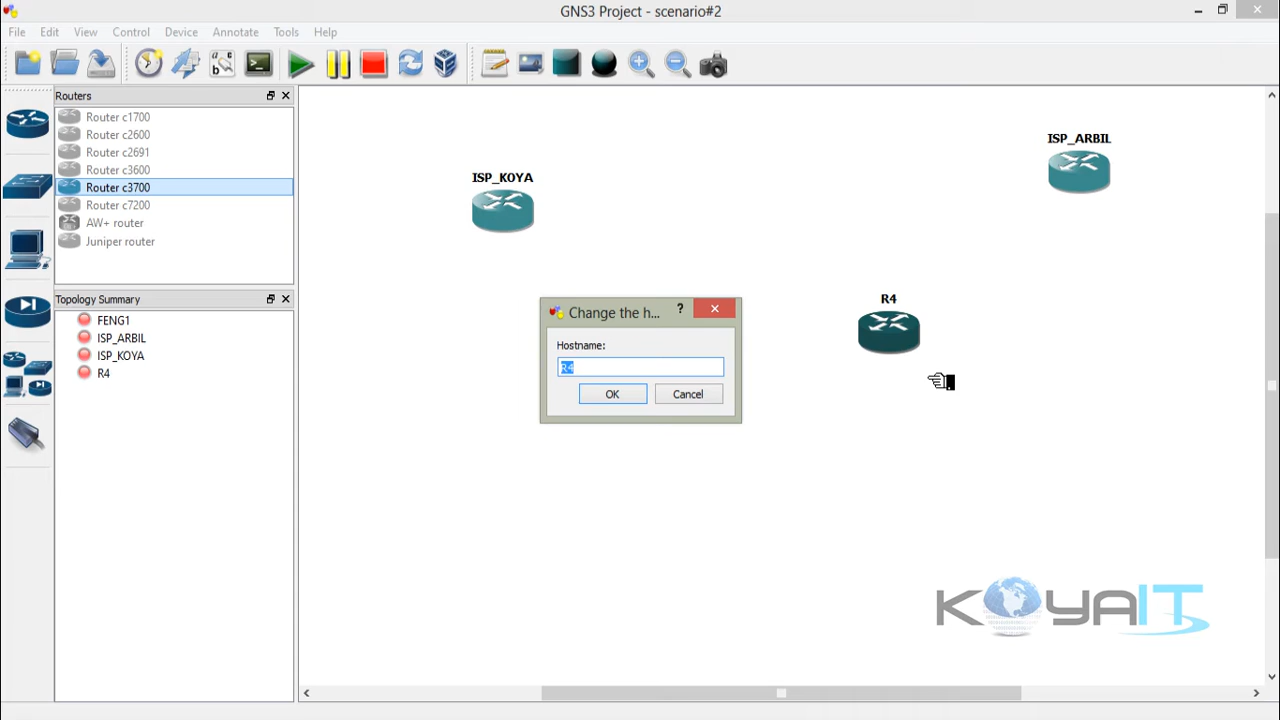 GNS3 Project - scenario#2
File Edit View Control Device Annotate Tools Help
Routers
Router c1700
Router c2600
Router c2691
Router c3600
Router c3700
Router c7200
AW+ router
Juniper router
Topology Summary
FENG1
ISP_ARBIL
ISP_KOYA
R4
ISP_KOYA
ISP_ARBIL
R4
Change the h...
Hostname:
R4
OK Cancel
KOYAIT